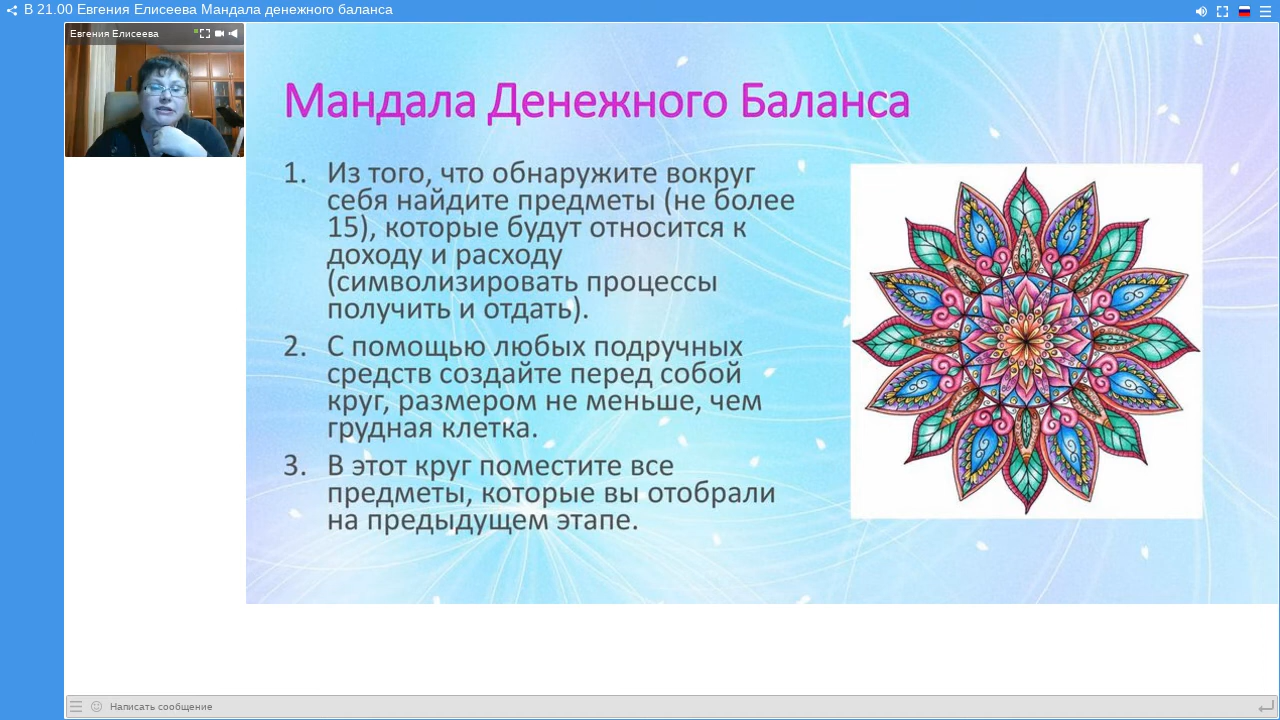 В 21.00 Евгения Елисеева Мандала денежного баланса
Евгения Елисеева
Мандала Денежного Баланса
1. Из того, что обнаружите вокруг
себя найдите предметы (не более
15), которые будут относится к
доходу и расходу
(символизировать процессы
получить и отдать).
2. С помощью любых подручных
средств создайте перед собой
круг, размером не меньше, чем
грудная клетка.
3. В этот круг поместите все
предметы, которые вы отобрали
на предыдущем этапе.
Написать сообщение